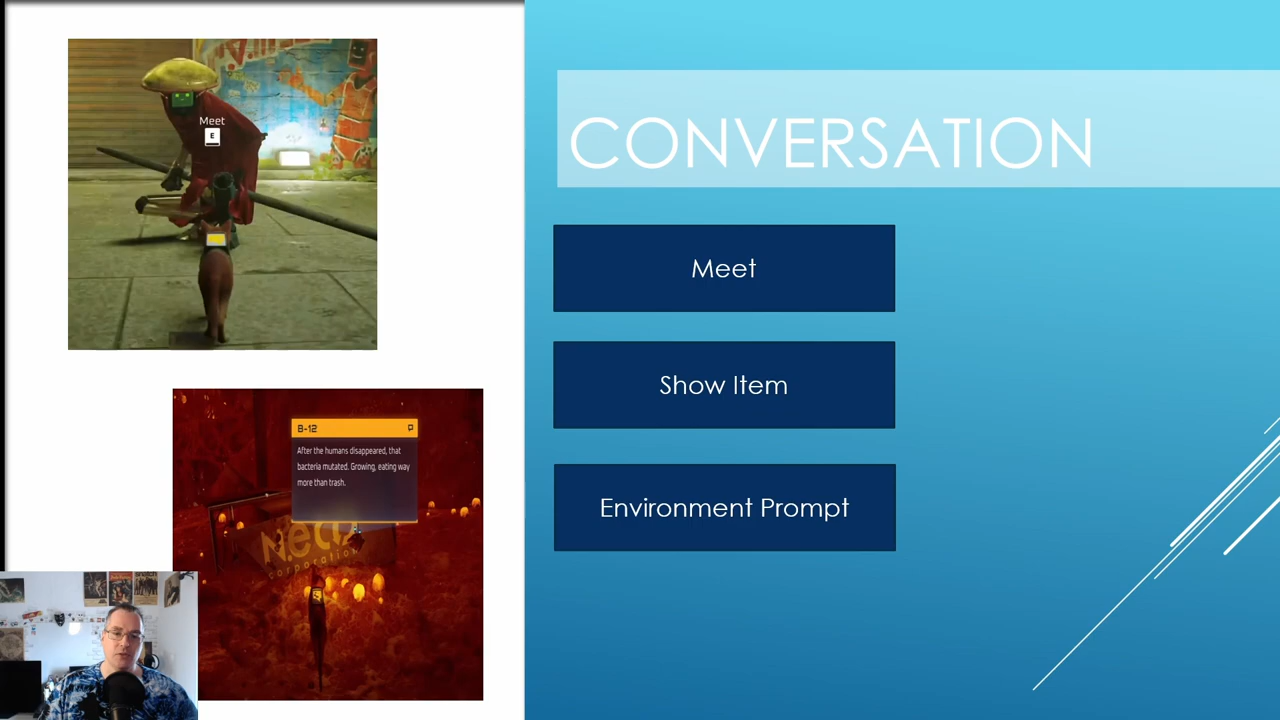 Meet
E
B-12
After the humans disappeared, that
bacteria mutated. Growing, eating way
more than trash.
corporation
CONVERSATION
Meet
Show Item
Environment Prompt